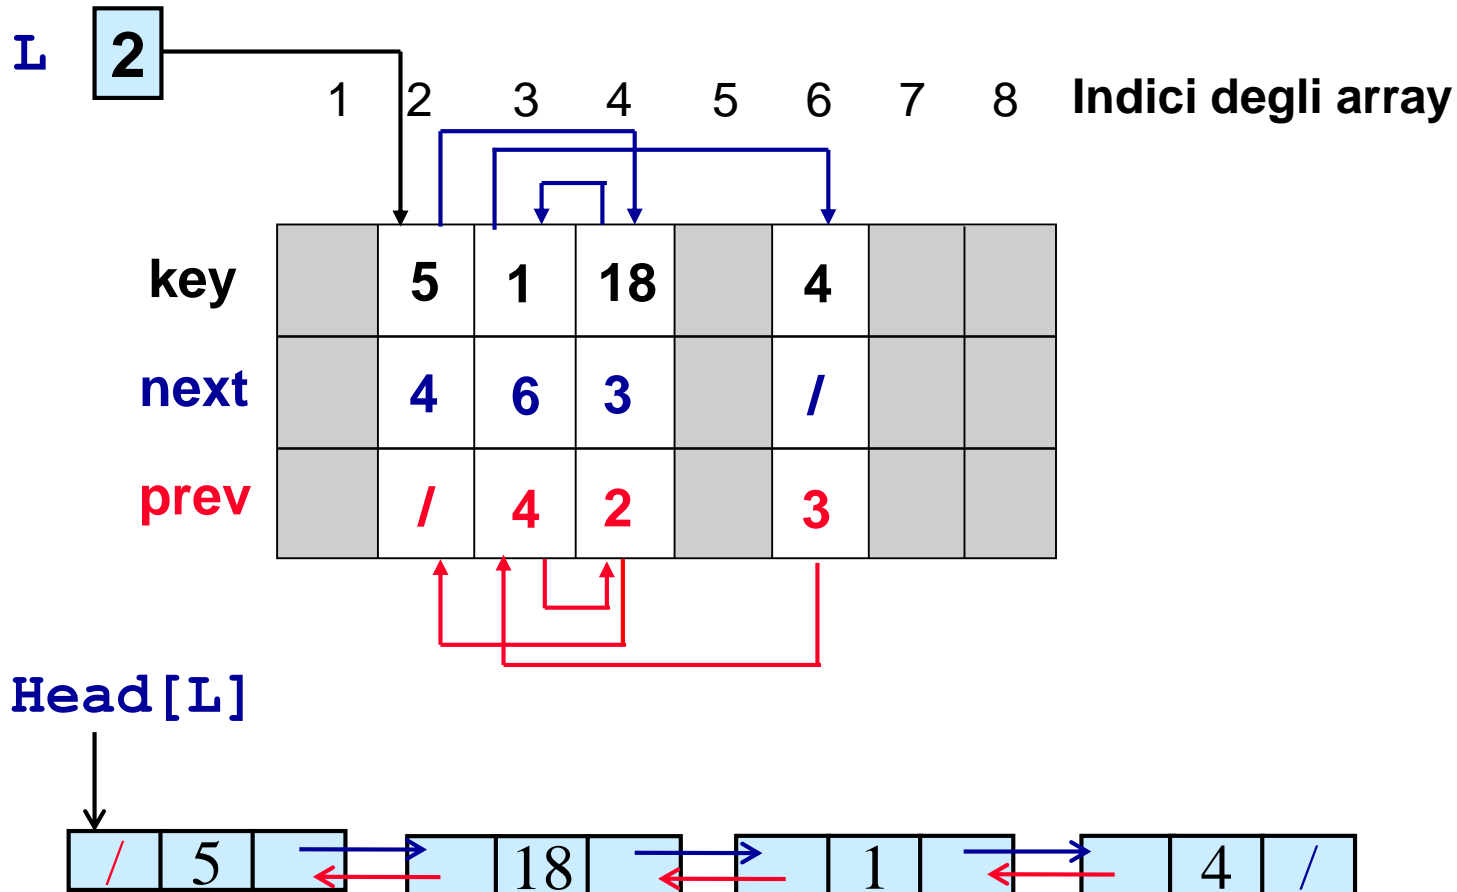 L 2
1 2 3 4 5 6 7 8 Indici degli array
key 5 1 18 4
next 4 6 3 /
prev / 4 2 3
Head[L]
/ 5 18 1 4 /